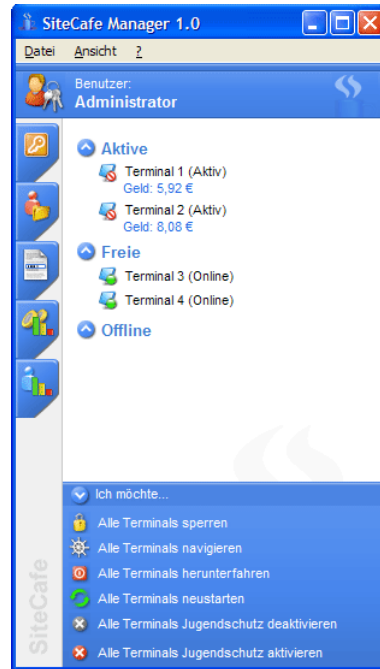 SiteCafe Manager 1.0
Datei Ansicht ?
Benutzer:
Administrator
Aktive
Terminal 1 (Aktiv)
Geld: 5,92 €
Terminal 2 (Aktiv)
Geld: 8,08 €
Freie
Terminal 3 (Online)
Terminal 4 (Online)
Offline
Ich möchte...
Alle Terminals sperren
Alle Terminals navigieren
Alle Terminals herunterfahren
Alle Terminals neustarten
Alle Terminals Jugendschutz deaktivieren
Alle Terminals Jugendschutz aktivieren
SiteCafe